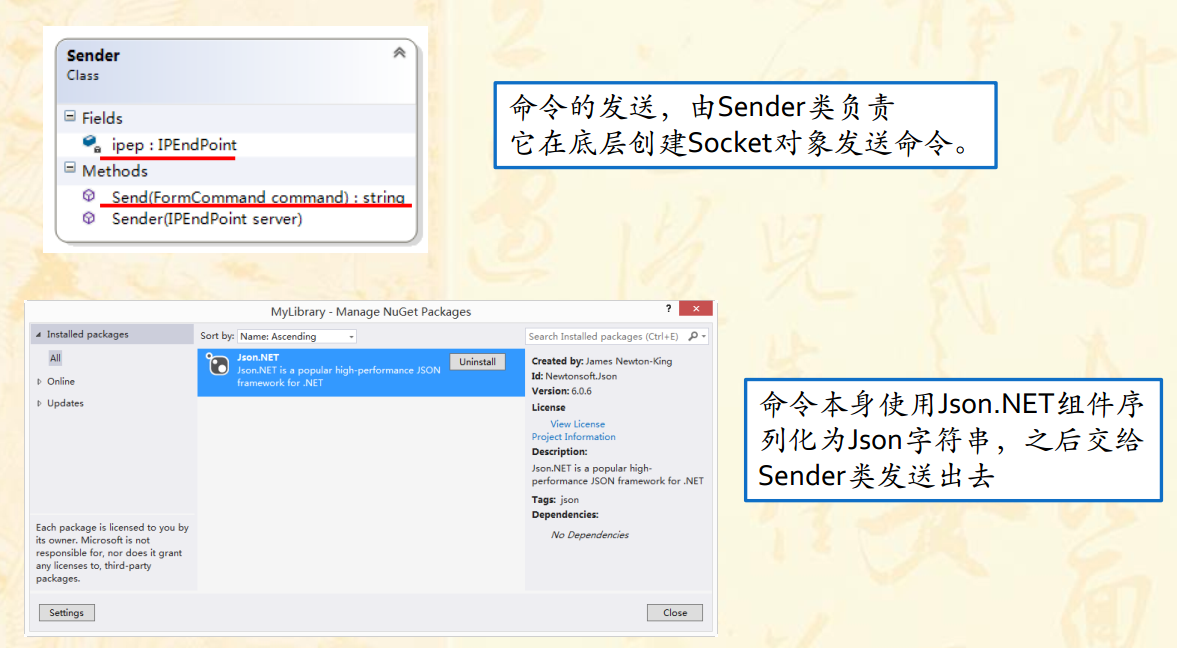 Sender
Class
Fields
ipep : IPEndPoint
Methods
Send(FormCommand command) : string
Sender(IPEndPoint server)
命令的发送，由Sender类负责
它在底层创建Socket对象发送命令。
MyLibrary - Manage NuGet Packages
Installed packages
All
Online
Updates
Each package is licensed to you by
its owner. Microsoft is not
responsible for, nor does it grant
any licenses to, third-party
packages.
Settings
Sort by: Name: Ascending
Json.NET
Json.NET is a popular high-performance JSON
framework for .NET
Uninstall
Search Installed packages (Ctrl+E)
Created by: James Newton-King
Id: Newtonsoft.Json
Version: 6.0.6
License
View License
Project Information
Description:
Json.NET is a popular high-
performance JSON framework for .NET
Tags: json
Dependencies:
No Dependencies
Close
命令本身使用Json.NET组件序
列化为Json字符串，之后交给
Sender类发送出去